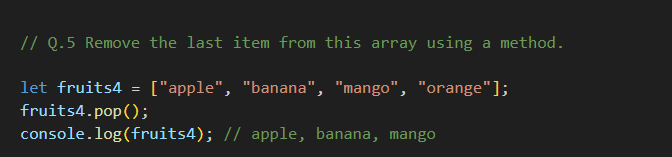 // Q.5 Remove the last item from this array using a method.
let fruits4 = ["apple", "banana", "mango", "orange"];
fruits4.pop();
console.log(fruits4); // apple, banana, mango